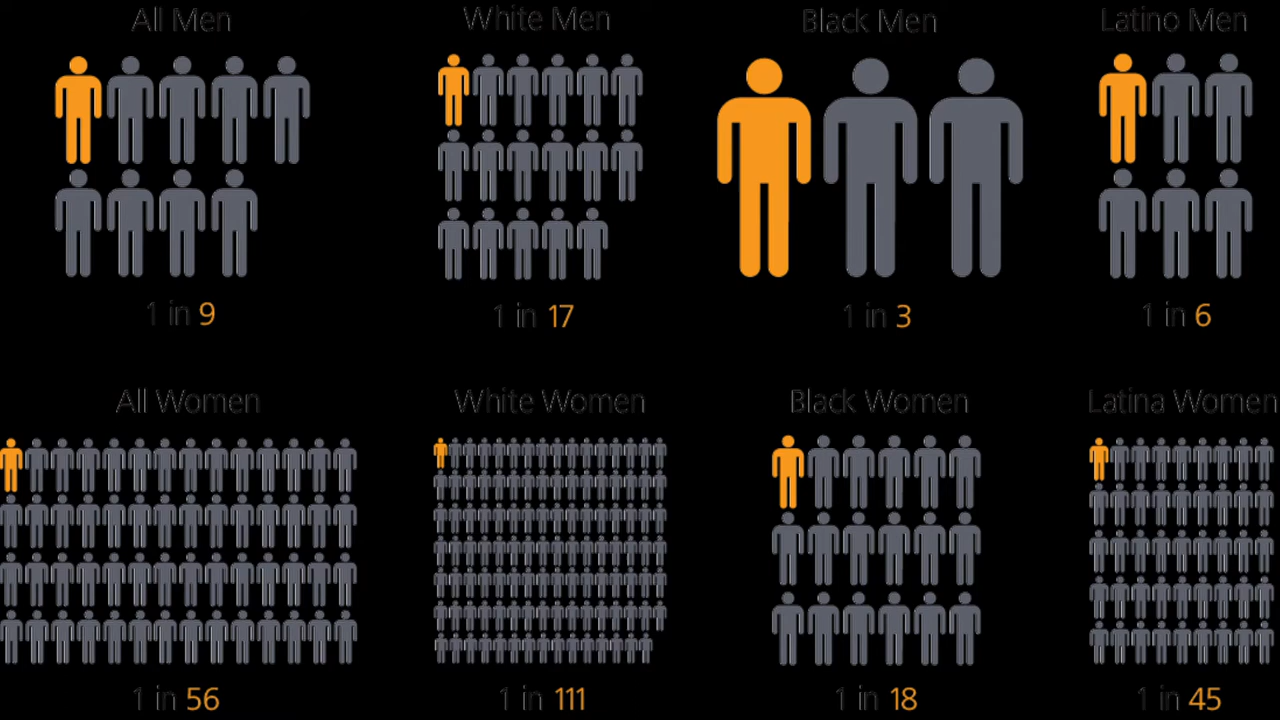 All Men
White Men
Black Men
Latino Men
1 in 9
1 in 17
1 in 3
1 in 6
All Women
White Women
Black Women
Latina Women
1 in 56
1 in 111
1 in 18
1 in 45